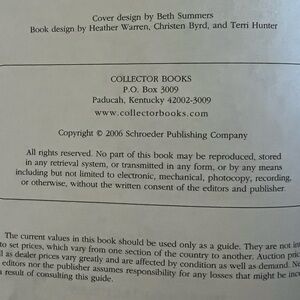 Cover design by Beth Summers
Book design by Heather Warren, Christen Byrd, and Terri Hunter
COLLECTOR BOOKS
P.O. Box 3009
Paducah, Kentucky 42002-3009
www.collectorbooks.com
Copyright © 2006 Schroeder Publishing Company
All rights reserved. No part of this book may be reproduced, stored
in any retrieval system, or transmitted in any form, or by any means
including but not limited to electronic, mechanical, photocopy, recording,
or otherwise, without the written consent of the editors and publisher.
The current values in this book should be used only as a guide. They are not in
to set prices, which vary from one section of the country to another. Auction pri
ll as dealer prices vary greatly and are affected by condition as well as demand. Ne
editors nor the publisher assumes responsibility for any losses that might be inc
a result of consulting this guide.